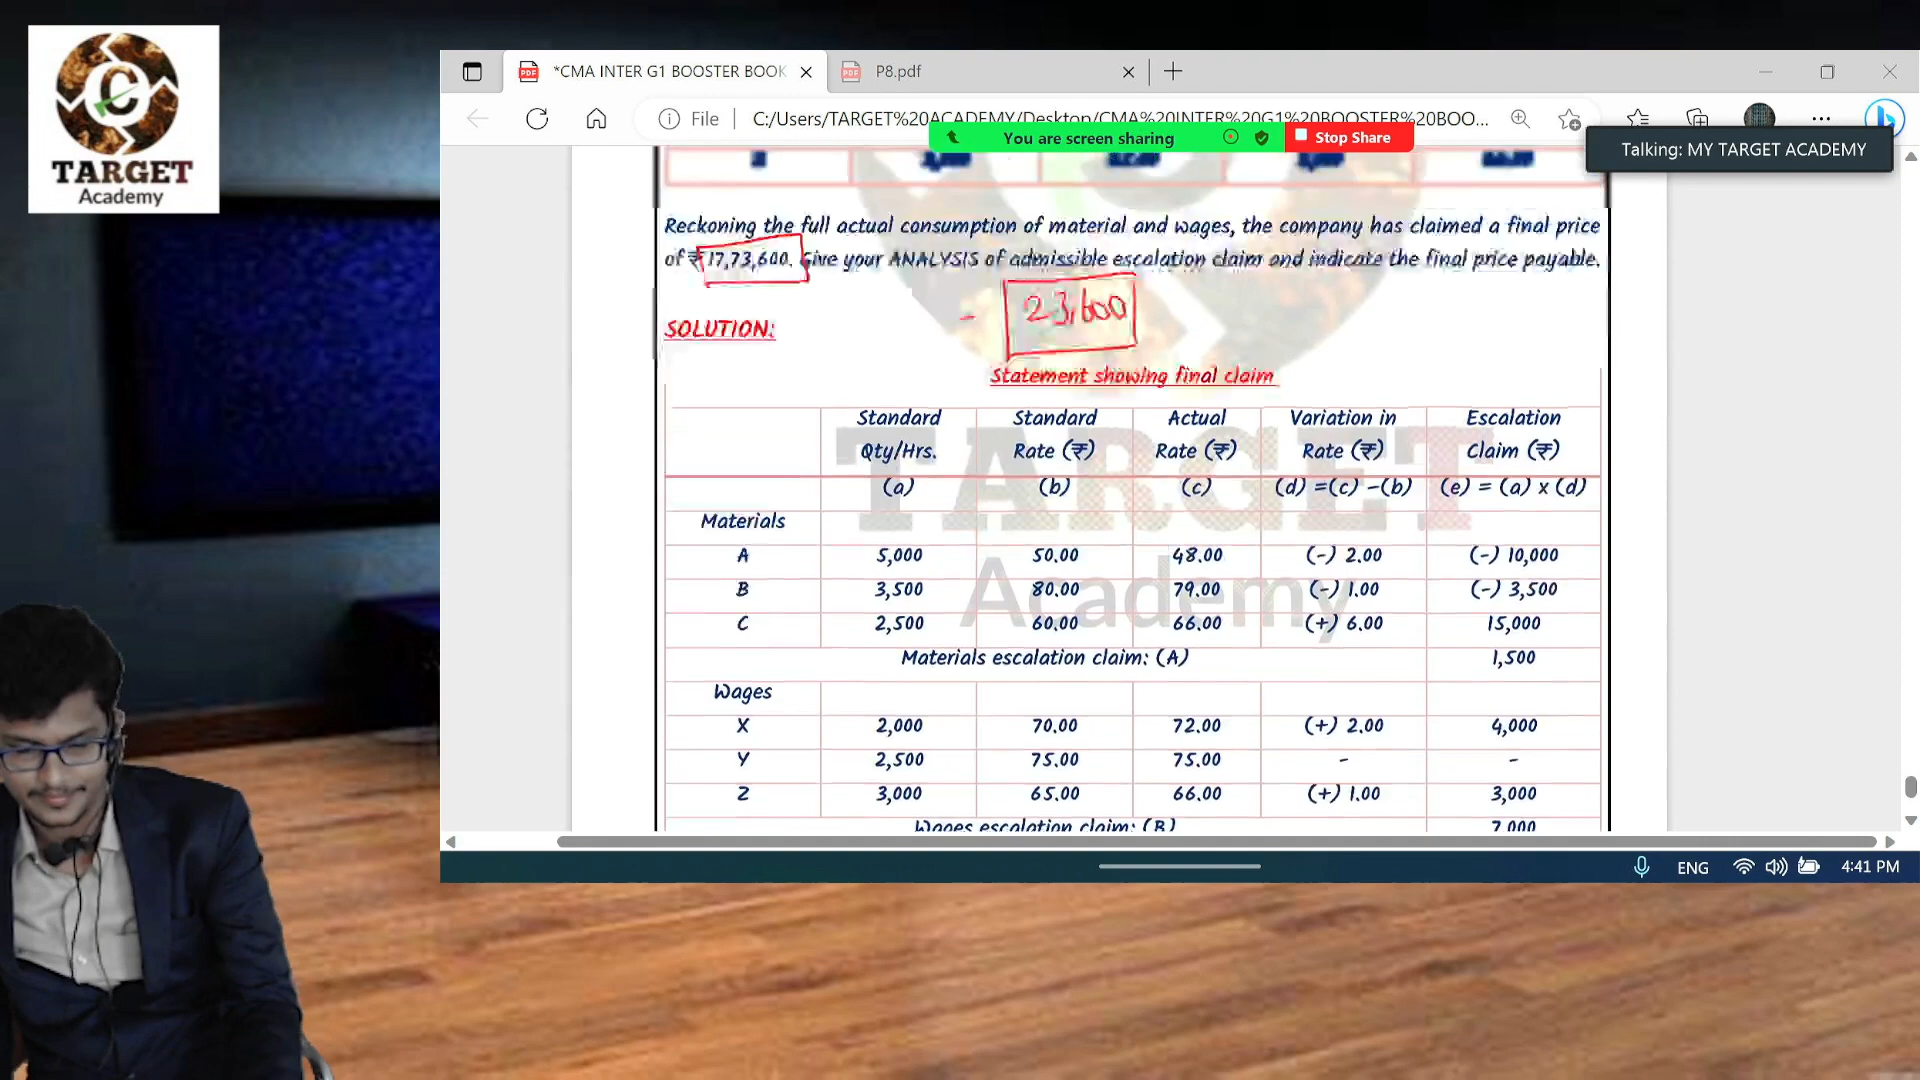 C
TARGET
Academy
*CMA INTER G1 BOOSTER BOOK
P8.pdf
File
C:/Users/TARGET%20ACADEMY/Desktop/CMA%20INTER%20G1%20BOOSTER%20BOO...
You are screen sharing
Stop Share
Talking: MY TARGET ACADEMY
Reckoning the full actual consumption of material and wages, the company has claimed a final price
of ₹ 17,73,600. Give your ANALYSIS of admissible escalation claim and indicate the final price payable.
- 23,600
SOLUTION:
Statement showing final claim
Standard Qty/Hrs. Standard Rate (₹) Actual Rate (₹) Variation in Rate (₹) Escalation Claim (₹)
(a) (b) (c) (d) =(c) -(b) (e) = (a) x (d)
Materials
A 5,000 50.00 48.00 (-) 2.00 (-) 10,000
B 3,500 80.00 79.00 (-) 1.00 (-) 3,500
C 2,500 60.00 66.00 (+) 6.00 15,000
Materials escalation claim: (A) 1,500
Wages
X 2,000 70.00 72.00 (+) 2.00 4,000
Y 2,500 75.00 75.00 - -
Z 3,000 65.00 66.00 (+) 1.00 3,000
Wages escalation claim: (B) 7,000
TARGET
Academy
ENG
4:41 PM